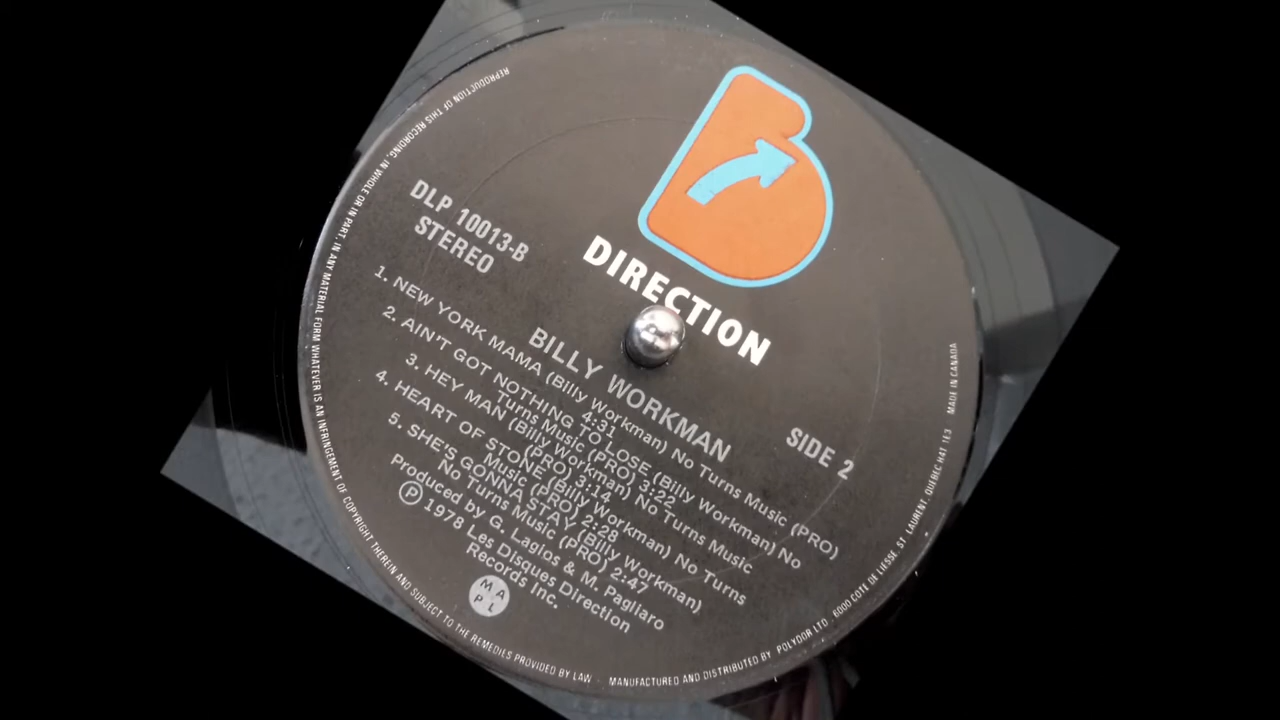 DIRECTION
DLP 10013-B
STEREO
SIDE 2
BILLY WORKMAN
1. NEW YORK MAMA (Billy Workman) No Turns Music (PRO)
4:31
2. AIN'T GOT NOTHING TO LOSE (Billy Workman) No
Turns Music (PRO) 3:22
3. HEY MAN (Billy Workman) No Turns Music
(PRO) 3:14
4. HEART OF STONE (Billy Workman) No Turns
Music (PRO) 2:28
5. SHE'S GONNA STAY (Billy Workman)
No Turns Music (PRO) 2:47
Produced by G. Lagios & M. Pagliaro
Ⓟ 1978 Les Disques Direction
Records Inc.
M A
P L
REPRODUCTION OF THIS RECORDING, IN WHOLE OR IN PART, IN ANY MATERIAL FORM WHATEVER IS AN INFRINGEMENT OF COPYRIGHT THEREIN AND SUBJECT TO THE REMEDIES PROVIDED BY LAW · MANUFACTURED AND DISTRIBUTED BY POLYDOR LTD. 6000 COTE DE LIESSE, ST. LAURENT, QUEBEC H4T 1E3 MADE IN CANADA